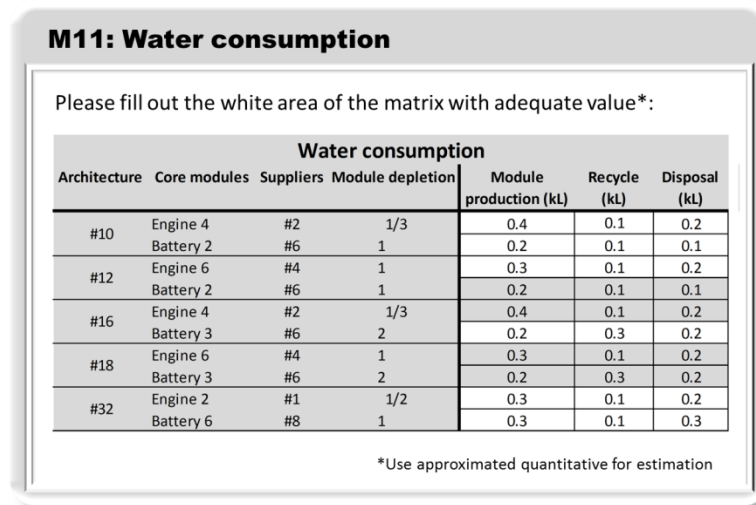 M11: Water consumption
Please fill out the white area of the matrix with adequate value*:
Water consumption
Architecture Core modules Suppliers Module depletion Module production (kL) Recycle (kL) Disposal (kL)
#10 Engine 4 #2 1/3 0.4 0.1 0.2
Battery 2 #6 1 0.2 0.1 0.1
#12 Engine 6 #4 1 0.3 0.1 0.2
Battery 2 #6 1 0.2 0.1 0.1
#16 Engine 4 #2 1/3 0.4 0.1 0.2
Battery 3 #6 2 0.2 0.3 0.2
#18 Engine 6 #4 1 0.3 0.1 0.2
Battery 3 #6 2 0.2 0.3 0.2
#32 Engine 2 #1 1/2 0.3 0.1 0.2
Battery 6 #8 1 0.3 0.1 0.3
*Use approximated quantitative for estimation